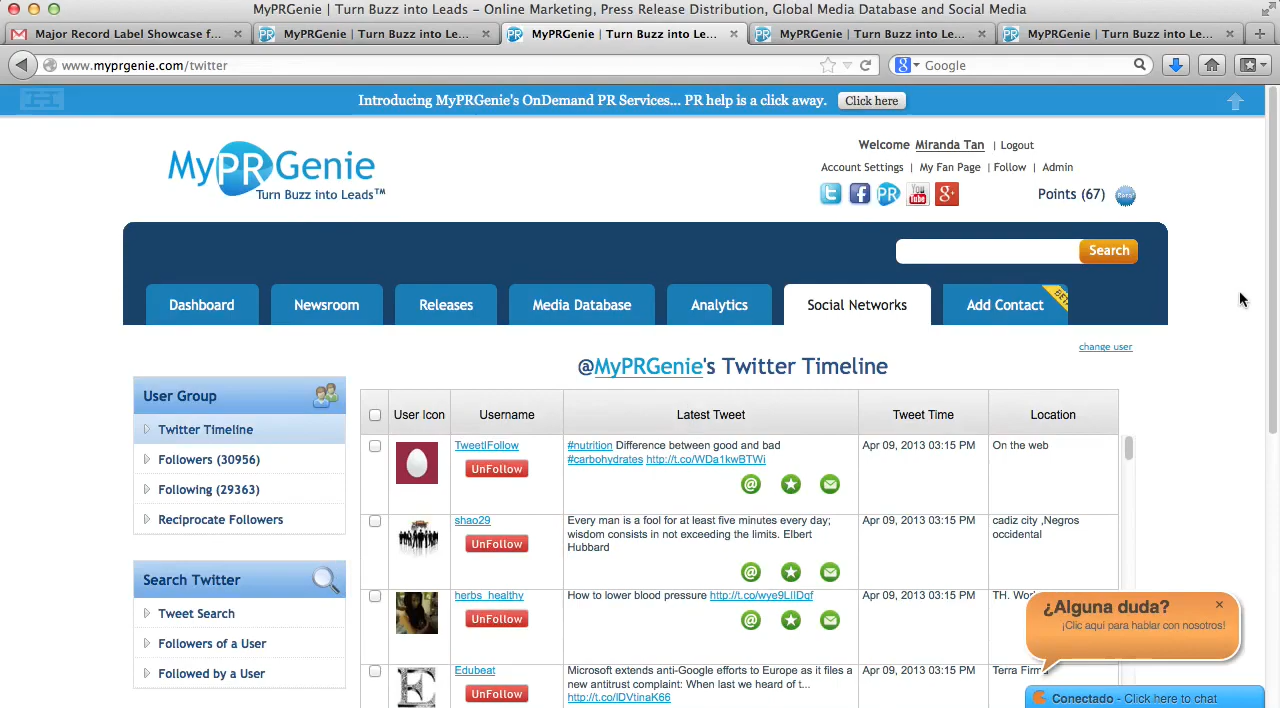 MyPRGenie | Turn Buzz into Leads – Online Marketing, Press Release Distribution, Global Media Database and Social Media
Major Record Label Showcase f...
MyPRGenie | Turn Buzz into Le...
MyPRGenie | Turn Buzz into Le...
MyPRGenie | Turn Buzz into Le...
MyPRGenie | Turn Buzz into Le...
www.myprgenie.com/twitter
Google
Introducing MyPRGenie's OnDemand PR Services... PR help is a click away. Click here
MyPRGenie
Turn Buzz into Leads™
Welcome Miranda Tan | Logout
Account Settings | My Fan Page | Follow | Admin
Points (67)
Search
Dashboard
Newsroom
Releases
Media Database
Analytics
Social Networks
Add Contact
BETA
change user
@MyPRGenie's Twitter Timeline
User Group
Twitter Timeline
Followers (30956)
Following (29363)
Reciprocate Followers
Search Twitter
Tweet Search
Followers of a User
Followed by a User
User Icon Username Latest Tweet Tweet Time Location
TweetIFollow
UnFollow
#nutrition Difference between good and bad
#carbohydrates http://t.co/WDa1kwBTWi
Apr 09, 2013 03:15 PM
On the web
shao29
UnFollow
Every man is a fool for at least five minutes every day;
wisdom consists in not exceeding the limits. Elbert
Hubbard
Apr 09, 2013 03:15 PM
cadiz city ,Negros
occidental
herbs_healthy
UnFollow
How to lower blood pressure http://t.co/wye9LIIDqf
Apr 09, 2013 03:15 PM
Edubeat
UnFollow
Microsoft extends anti-Google efforts to Europe as it files a
new antitrust complaint: When last we heard of t...
http://t.co/lDVtinaK66
Apr 09, 2013 03:15 PM
Terra Firma
¿Alguna duda?
¡Clic aquí para hablar con nosotros!
Conectado - Click here to chat